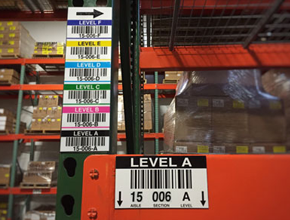 LEVEL F
15-006-F
LEVEL E
15-006-E
LEVEL D
15-006-D
LEVEL C
15-006-C
LEVEL B
15-006-B
LEVEL A
15-006-A
LEVEL A
15 006 A
AISLE SECTION LEVEL